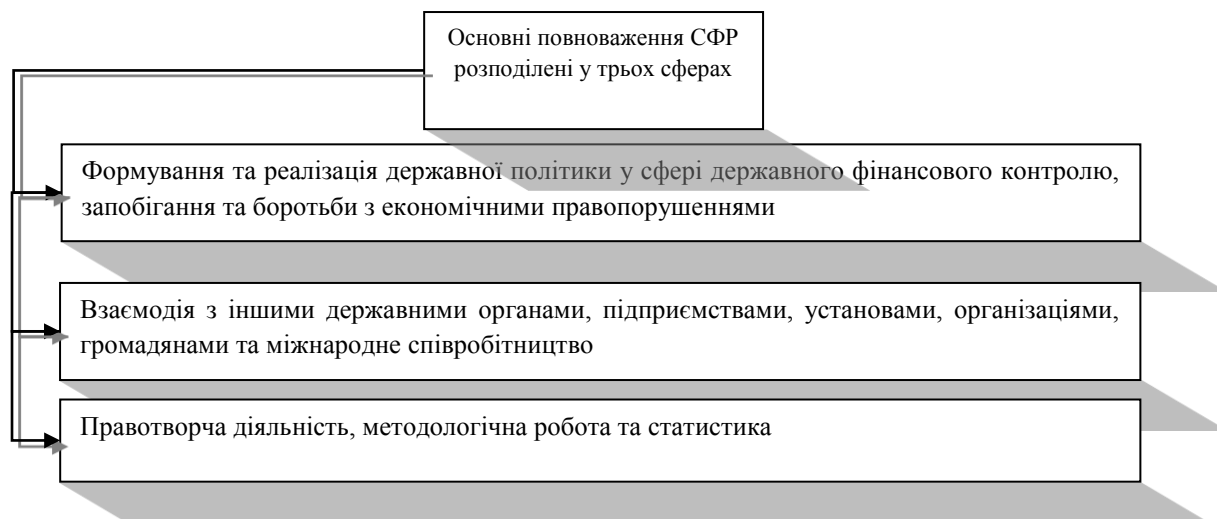 Основні повноваження СФР
розподілені у трьох сферах
Формування та реалізація державної політики у сфері державного фінансового контролю,
запобігання та боротьби з економічними правопорушеннями
Взаємодія з іншими державними органами, підприємствами, установами, організаціями,
громадянами та міжнародне співробітництво
Правотворча діяльність, методологічна робота та статистика